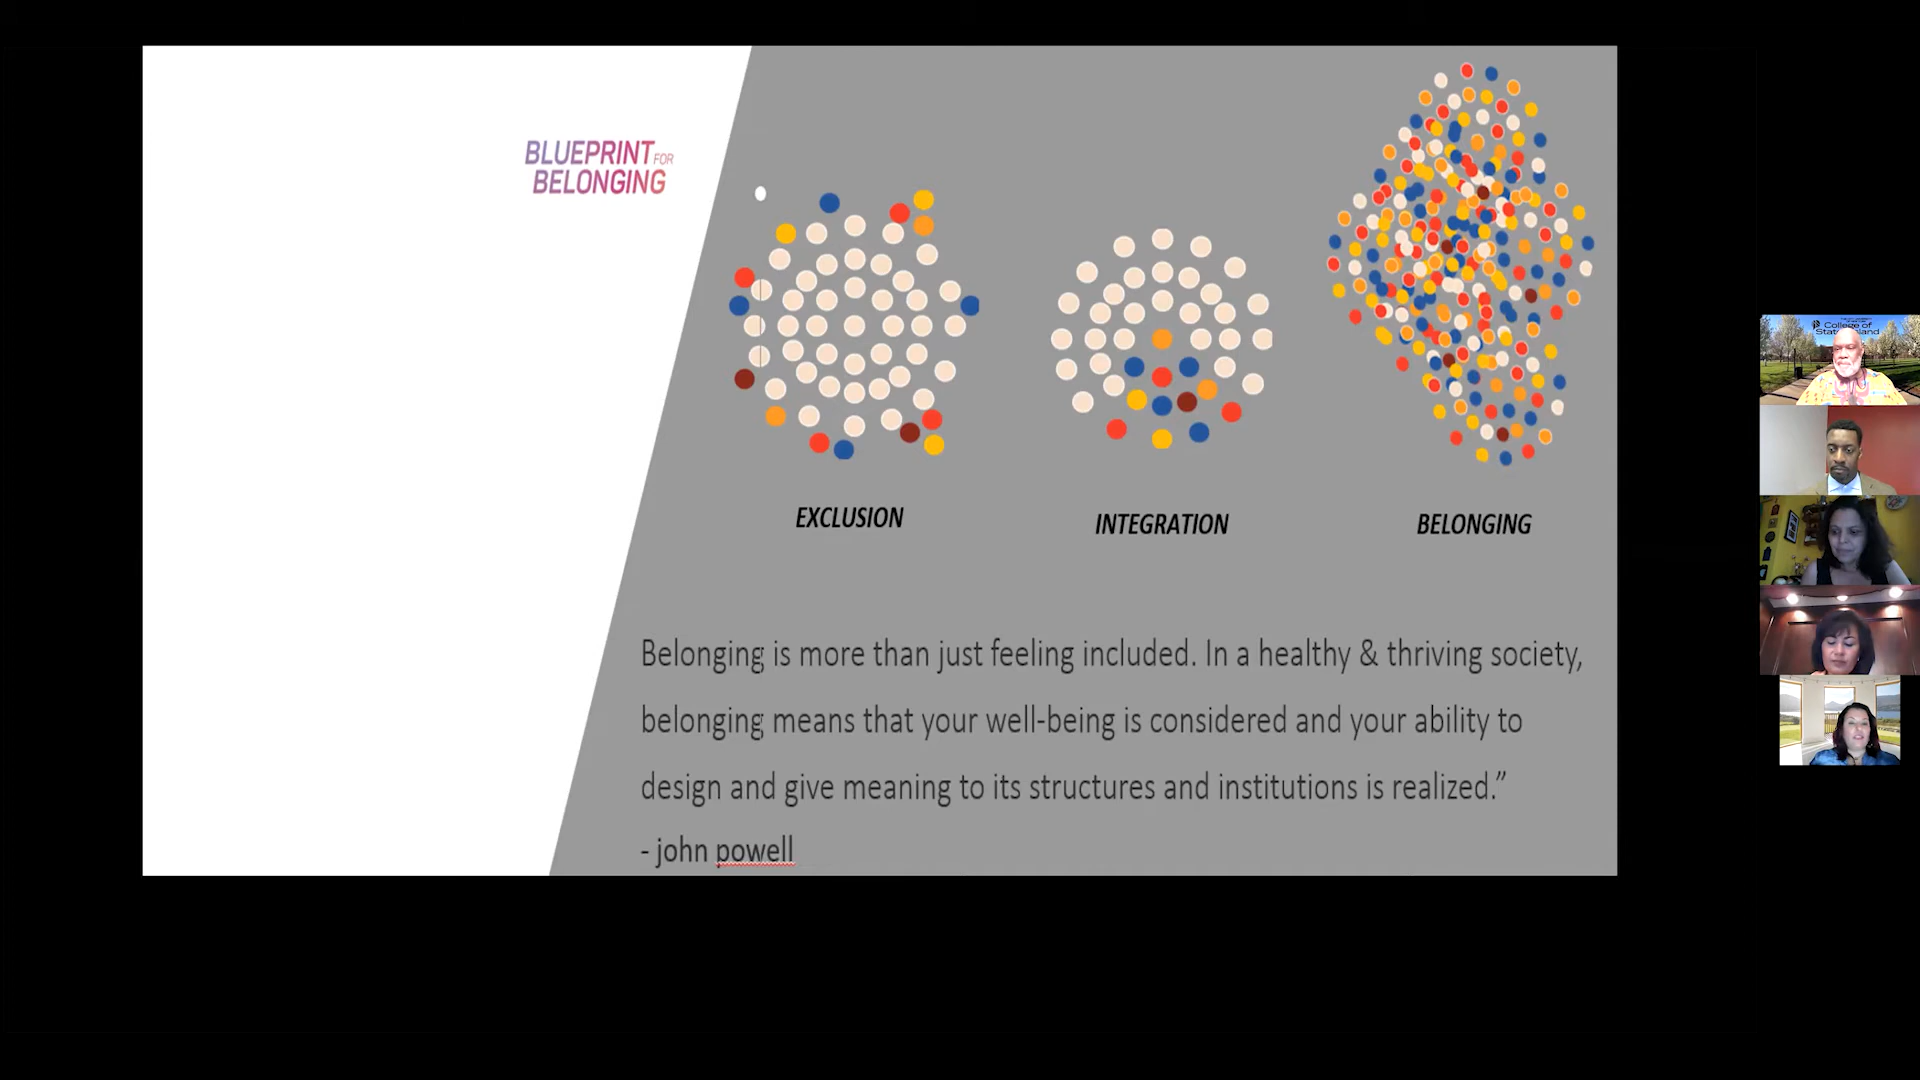 BLUEPRINT FOR
BELONGING
EXCLUSION
INTEGRATION
BELONGING
Belonging is more than just feeling included. In a healthy & thriving society,
belonging means that your well-being is considered and your ability to
design and give meaning to its structures and institutions is realized.”
- john powell
College of